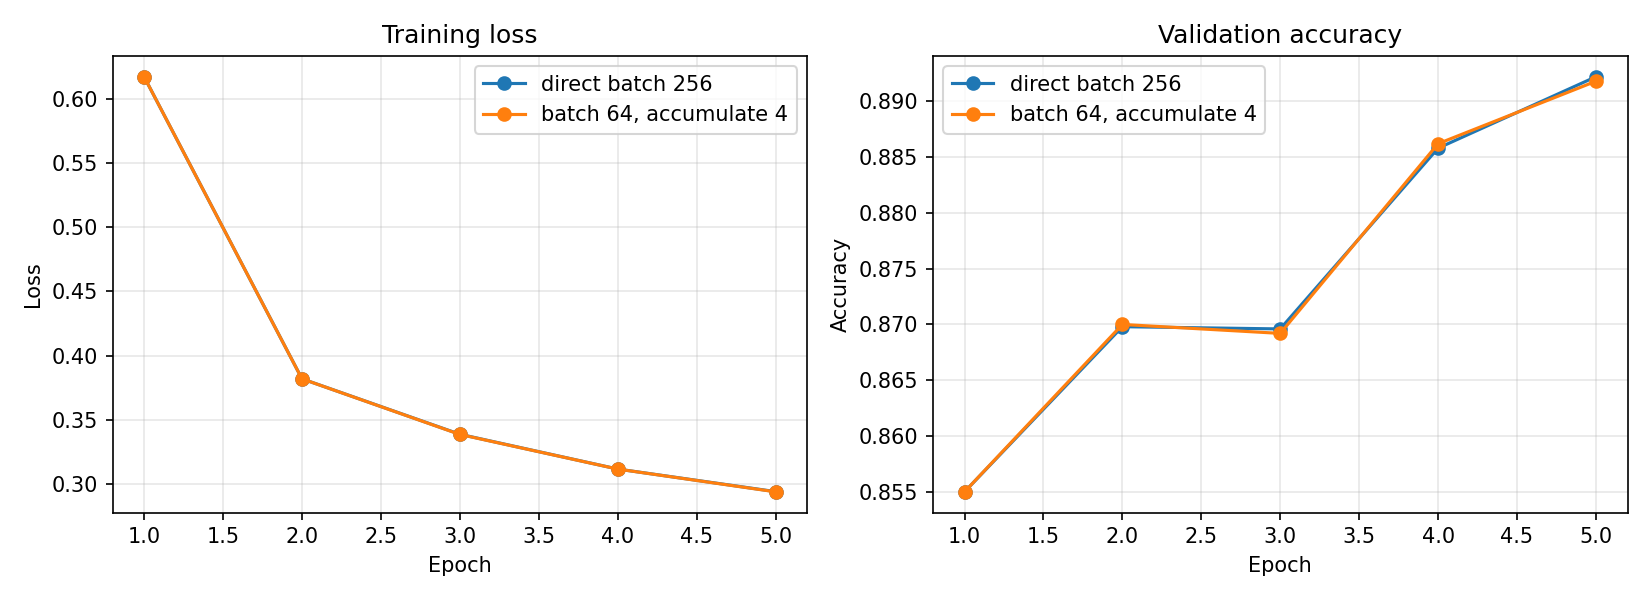 Training loss
direct batch 256
batch 64, accumulate 4
0.60
0.55
0.50
0.45
0.40
0.35
0.30
Loss
1.0 1.5 2.0 2.5 3.0 3.5 4.0 4.5 5.0
Epoch
Validation accuracy
direct batch 256
batch 64, accumulate 4
0.890
0.885
0.880
0.875
0.870
0.865
0.860
0.855
Accuracy
1.0 1.5 2.0 2.5 3.0 3.5 4.0 4.5 5.0
Epoch